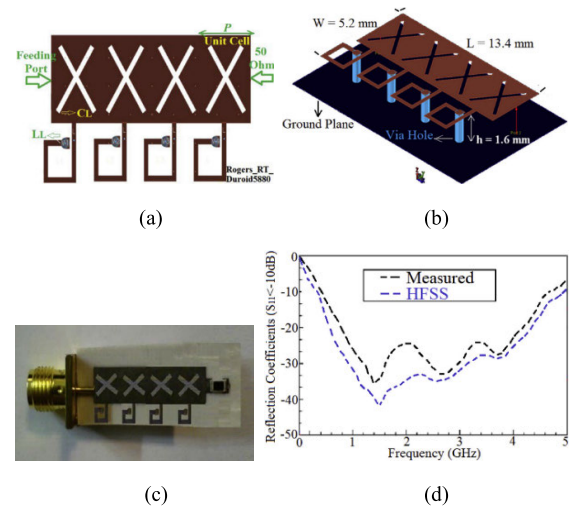 P
Unit Cell
Feeding
Port
50
Ohm
CL
LL
Rogers_RT_
Duroid5880
(a)
W = 5.2 mm
L = 13.4 mm
Ground Plane
Via Hole
h = 1.6 mm
(b)
(c)
Reflection Coefficients (S11<-10dB)
0
-10
-20
-30
-40
-50
Measured
HFSS
0 1 2 3 4 5
Frequency (GHz)
(d)